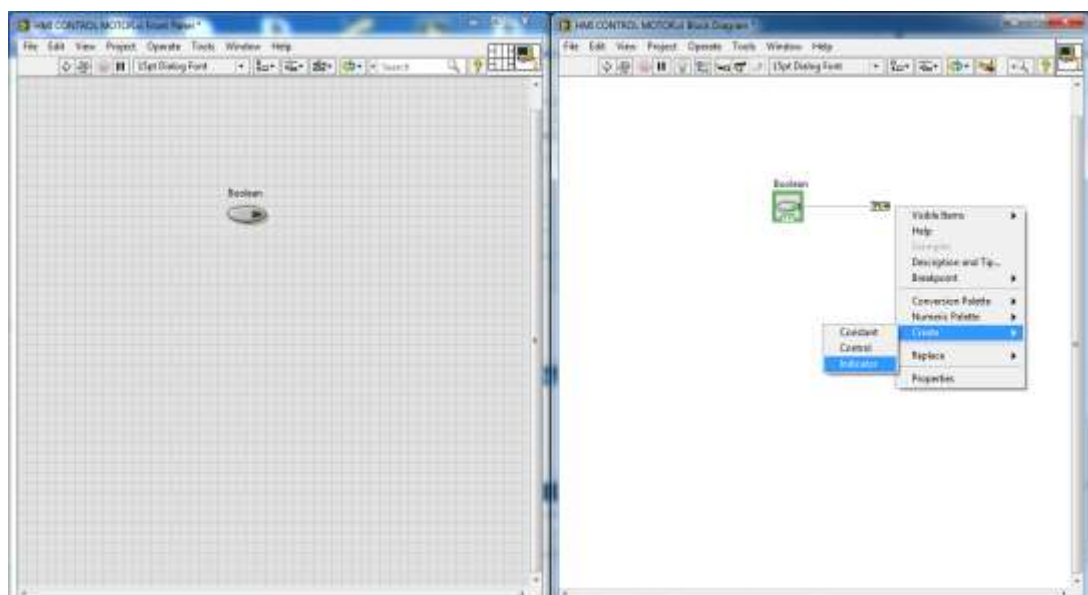 HMI CONTROL MOTOR.vi Front Panel *
File Edit View Project Operate Tools Window Help
15pt Dialog Font
Search
Boolean
HMI CONTROL MOTOR.vi Block Diagram *
File Edit View Project Operate Tools Window Help
15pt Dialog Font
Boolean
Visible Items
Help
Examples
Description and Tip...
Breakpoint
Conversion Palette
Numeric Palette
Create
Replace
Properties
Constant
Control
Indicator